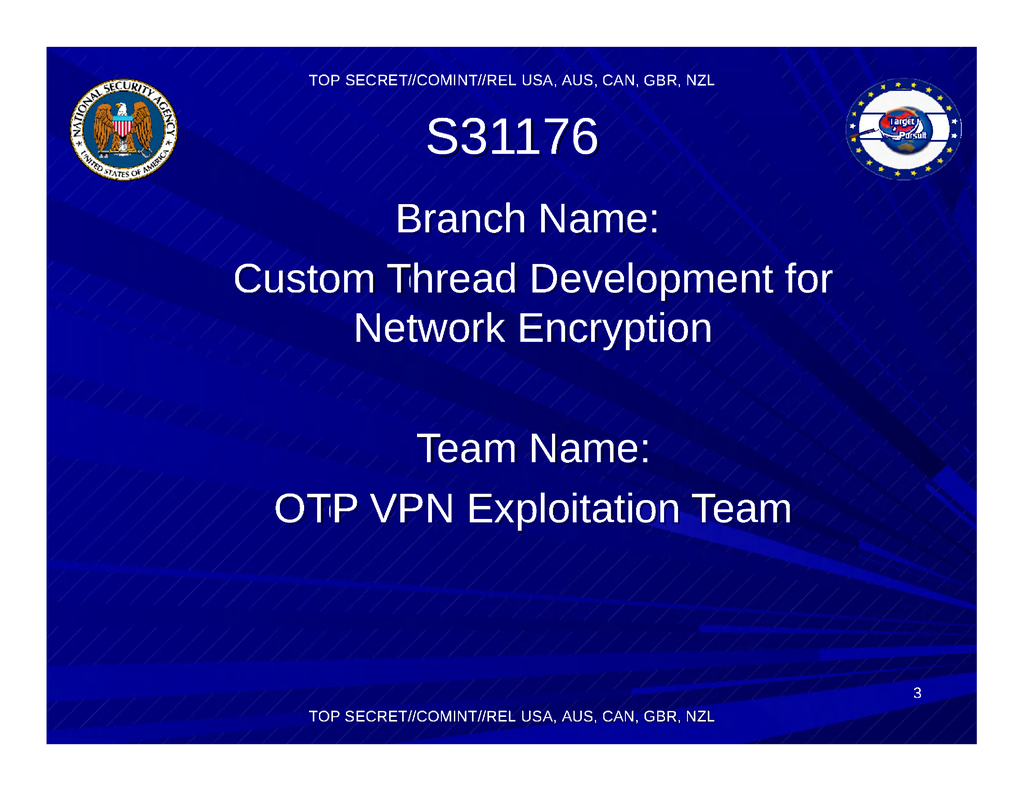 TOP SECRET//COMINT//REL USA, AUS, CAN, GBR, NZL
NATIONAL SECURITY AGENCY
UNITED STATES OF AMERICA
Target
Pursuit
S31176
Branch Name:
Custom Thread Development for
Network Encryption
Team Name:
OTP VPN Exploitation Team
3
TOP SECRET//COMINT//REL USA, AUS, CAN, GBR, NZL